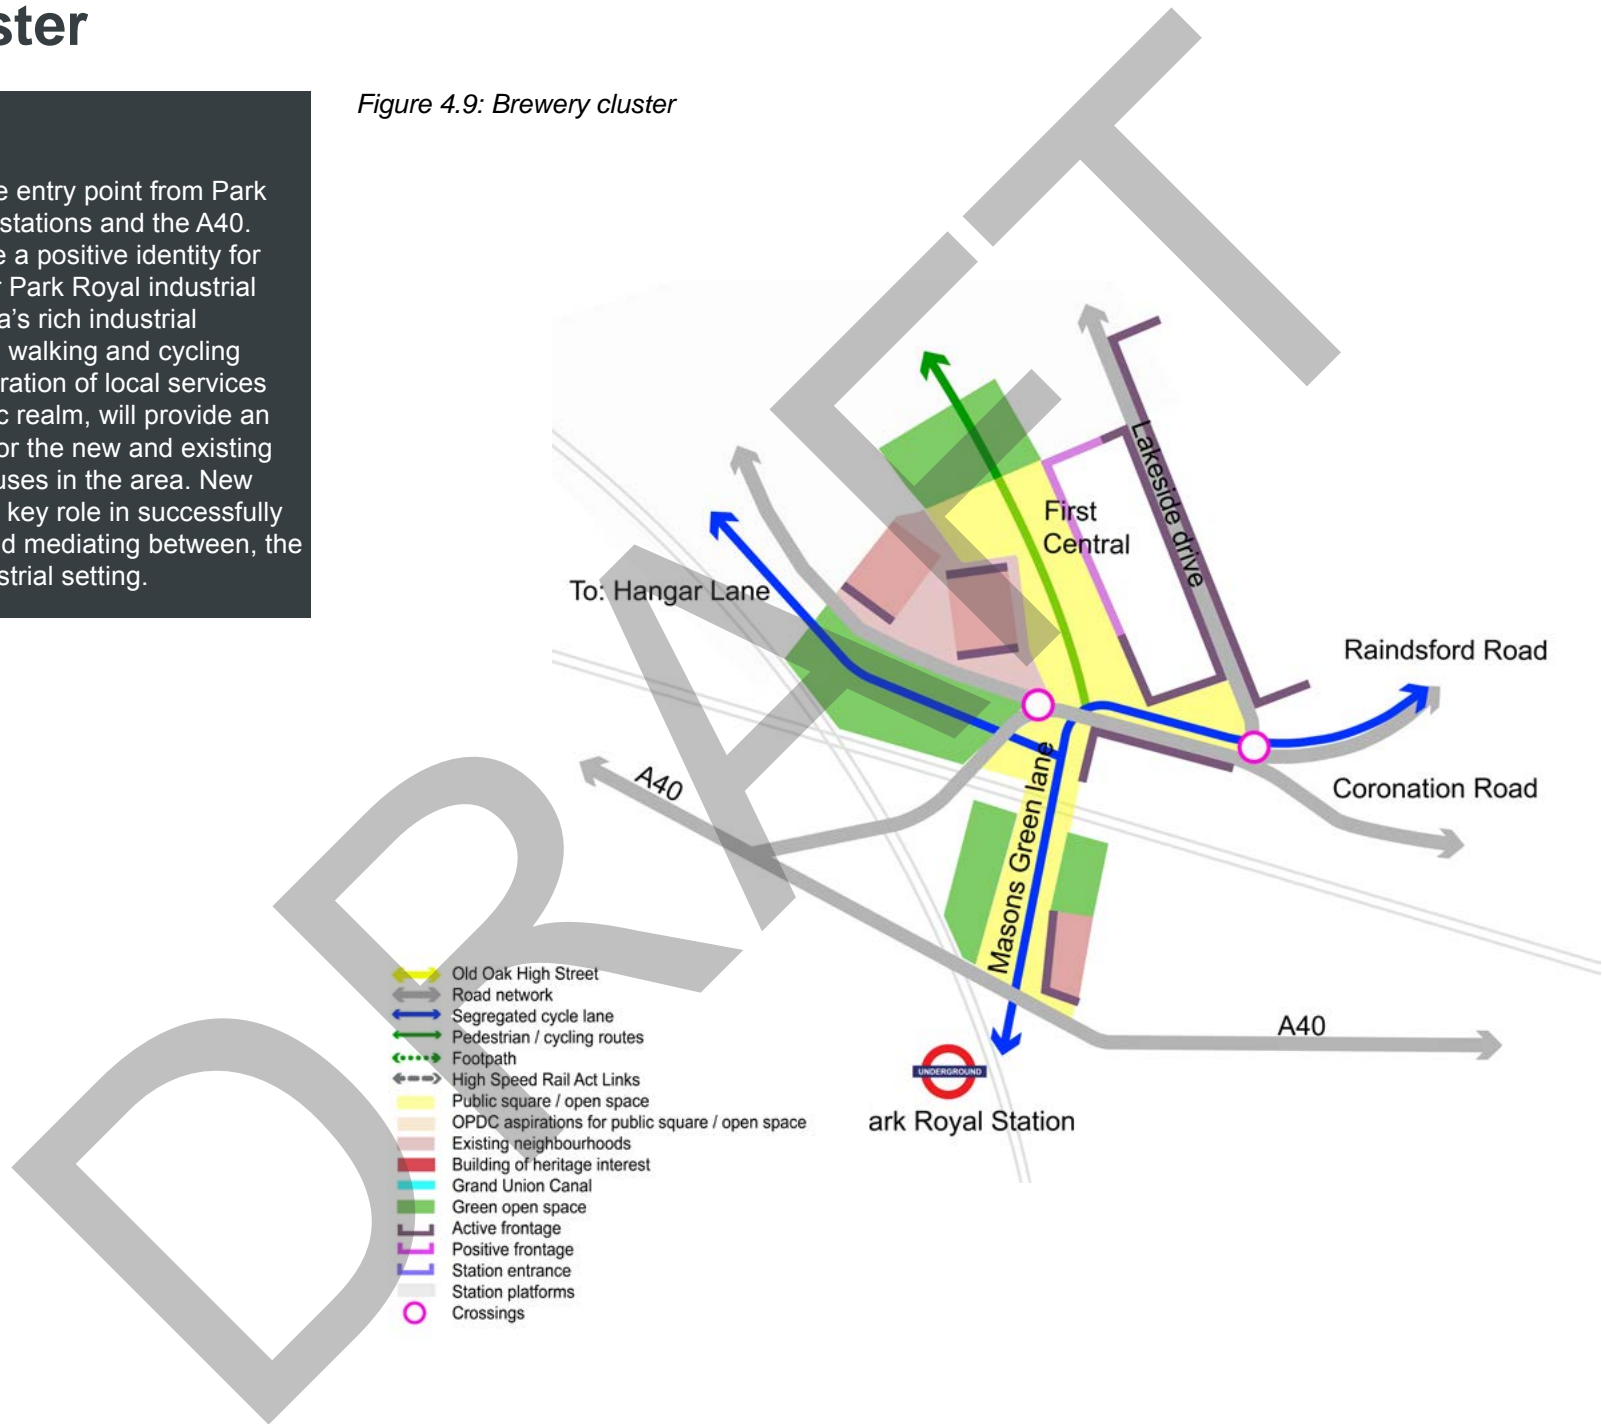 ster
e entry point from Park
stations and the A40.
e a positive identity for
r Park Royal industrial
a's rich industrial
walking and cycling
ration of local services
c realm, will provide an
or the new and existing
uses in the area. New
key role in successfully
d mediating between, the
strial setting.
Figure 4.9: Brewery cluster
DRAFT
Lakeside drive
First
Central
To: Hangar Lane
Raindsford Road
A40
Masons Green lane
Coronation Road
A40
UNDERGROUND
ark Royal Station
Old Oak High Street
Road network
Segregated cycle lane
Pedestrian / cycling routes
Footpath
High Speed Rail Act Links
Public square / open space
OPDC aspirations for public square / open space
Existing neighbourhoods
Building of heritage interest
Grand Union Canal
Green open space
Active frontage
Positive frontage
Station entrance
Station platforms
Crossings